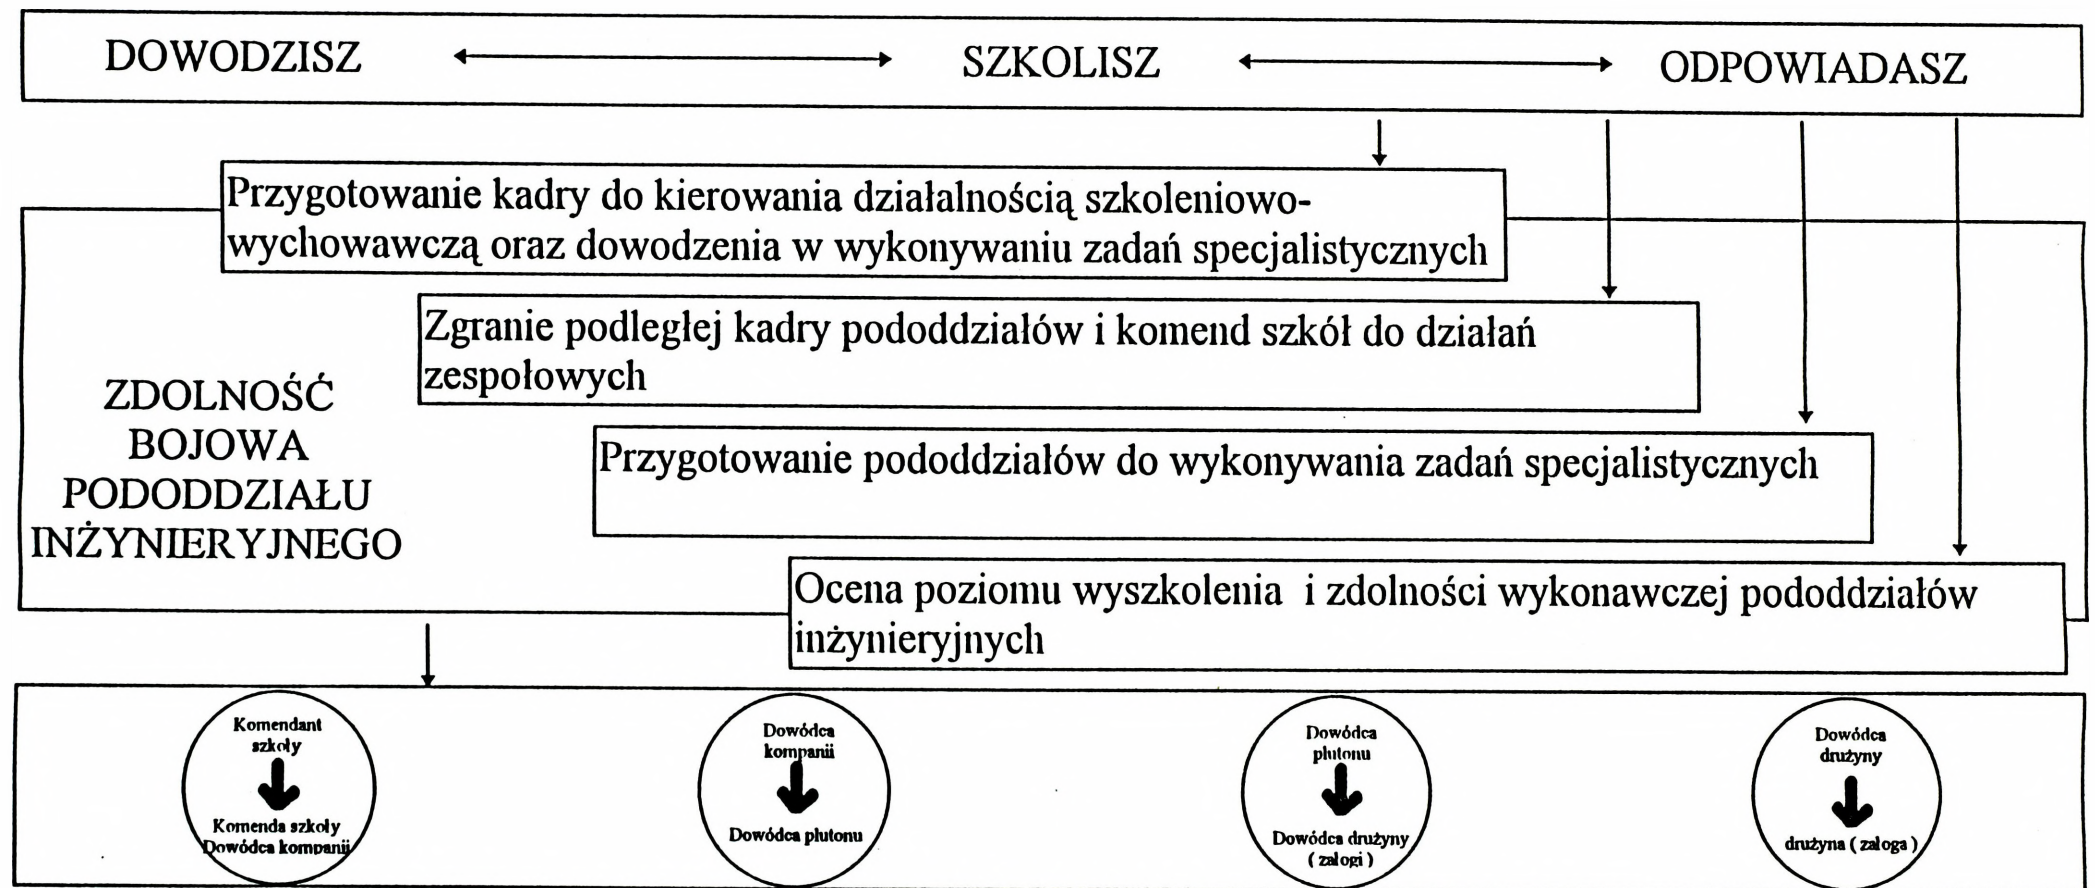 DOWODZISZ SZKOLISZ ODPOWIADASZ
Przygotowanie kadry do kierowania działalnością szkoleniowo-
wychowawczą oraz dowodzenia w wykonywaniu zadań specjalistycznych
Zgranie podległej kadry pododdziałów i komend szkół do działań
zespołowych
ZDOLNOŚĆ
BOJOWA
PODODDZIAŁU
INŻYNIERYJNEGO
Przygotowanie pododdziałów do wykonywania zadań specjalistycznych
Ocena poziomu wyszkolenia i zdolności wykonawczej pododdziałów
inżynieryjnych
Komendant
szkoły
Komenda szkoły
Dowódca kompanii
Dowódca
kompanii
Dowódca plutonu
Dowódca
plutonu
Dowódca drużyny
( załogi )
Dowódca
drużyny
drużyna ( załoga )